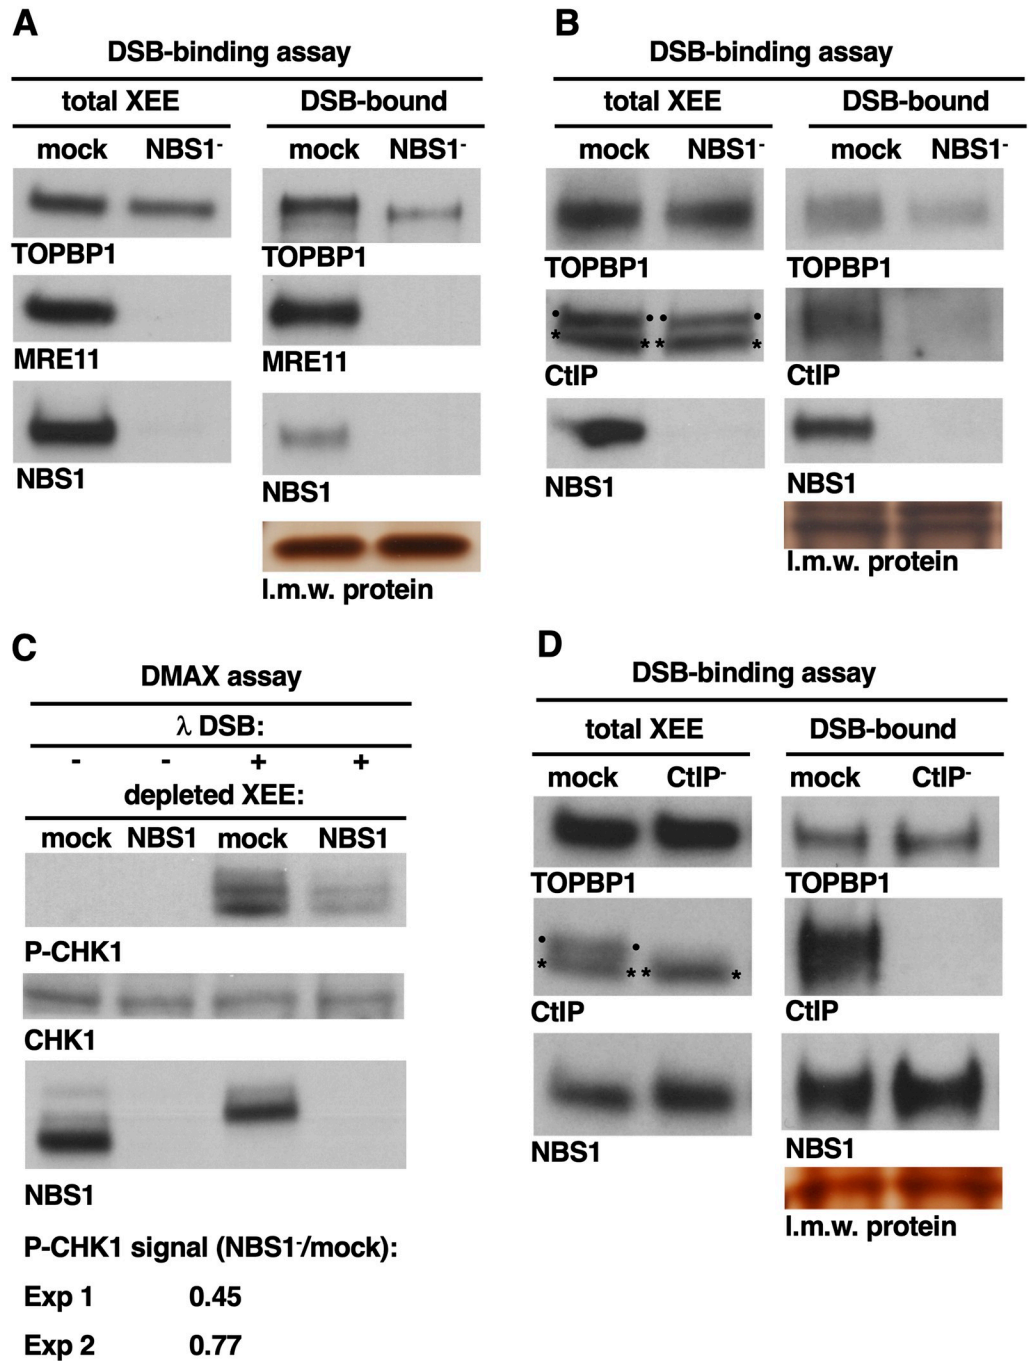 A
DSB-binding assay
total XEE DSB-bound
mock NBS1- mock NBS1-
TOPBP1 TOPBP1
MRE11 MRE11
NBS1 NBS1
l.m.w. protein
B
DSB-binding assay
total XEE DSB-bound
mock NBS1- mock NBS1-
TOPBP1 TOPBP1
• •• •
* ** *
CtIP CtIP
NBS1 NBS1
l.m.w. protein
C
DMAX assay
λ DSB:
- - + +
depleted XEE:
mock NBS1 mock NBS1
P-CHK1
CHK1
NBS1
P-CHK1 signal (NBS1-/mock):
Exp 1 0.45
Exp 2 0.77
D
DSB-binding assay
total XEE DSB-bound
mock CtIP- mock CtIP-
TOPBP1 TOPBP1
• •
* ** *
CtIP CtIP
NBS1 NBS1
l.m.w. protein